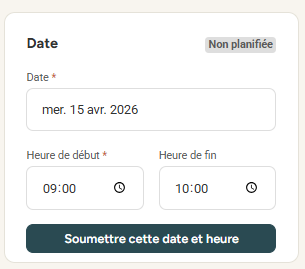 Date
Non planifiée
Date *
mer. 15 avr. 2026
Heure de début *
Heure de fin
09:00
10:00
Soumettre cette date et heure